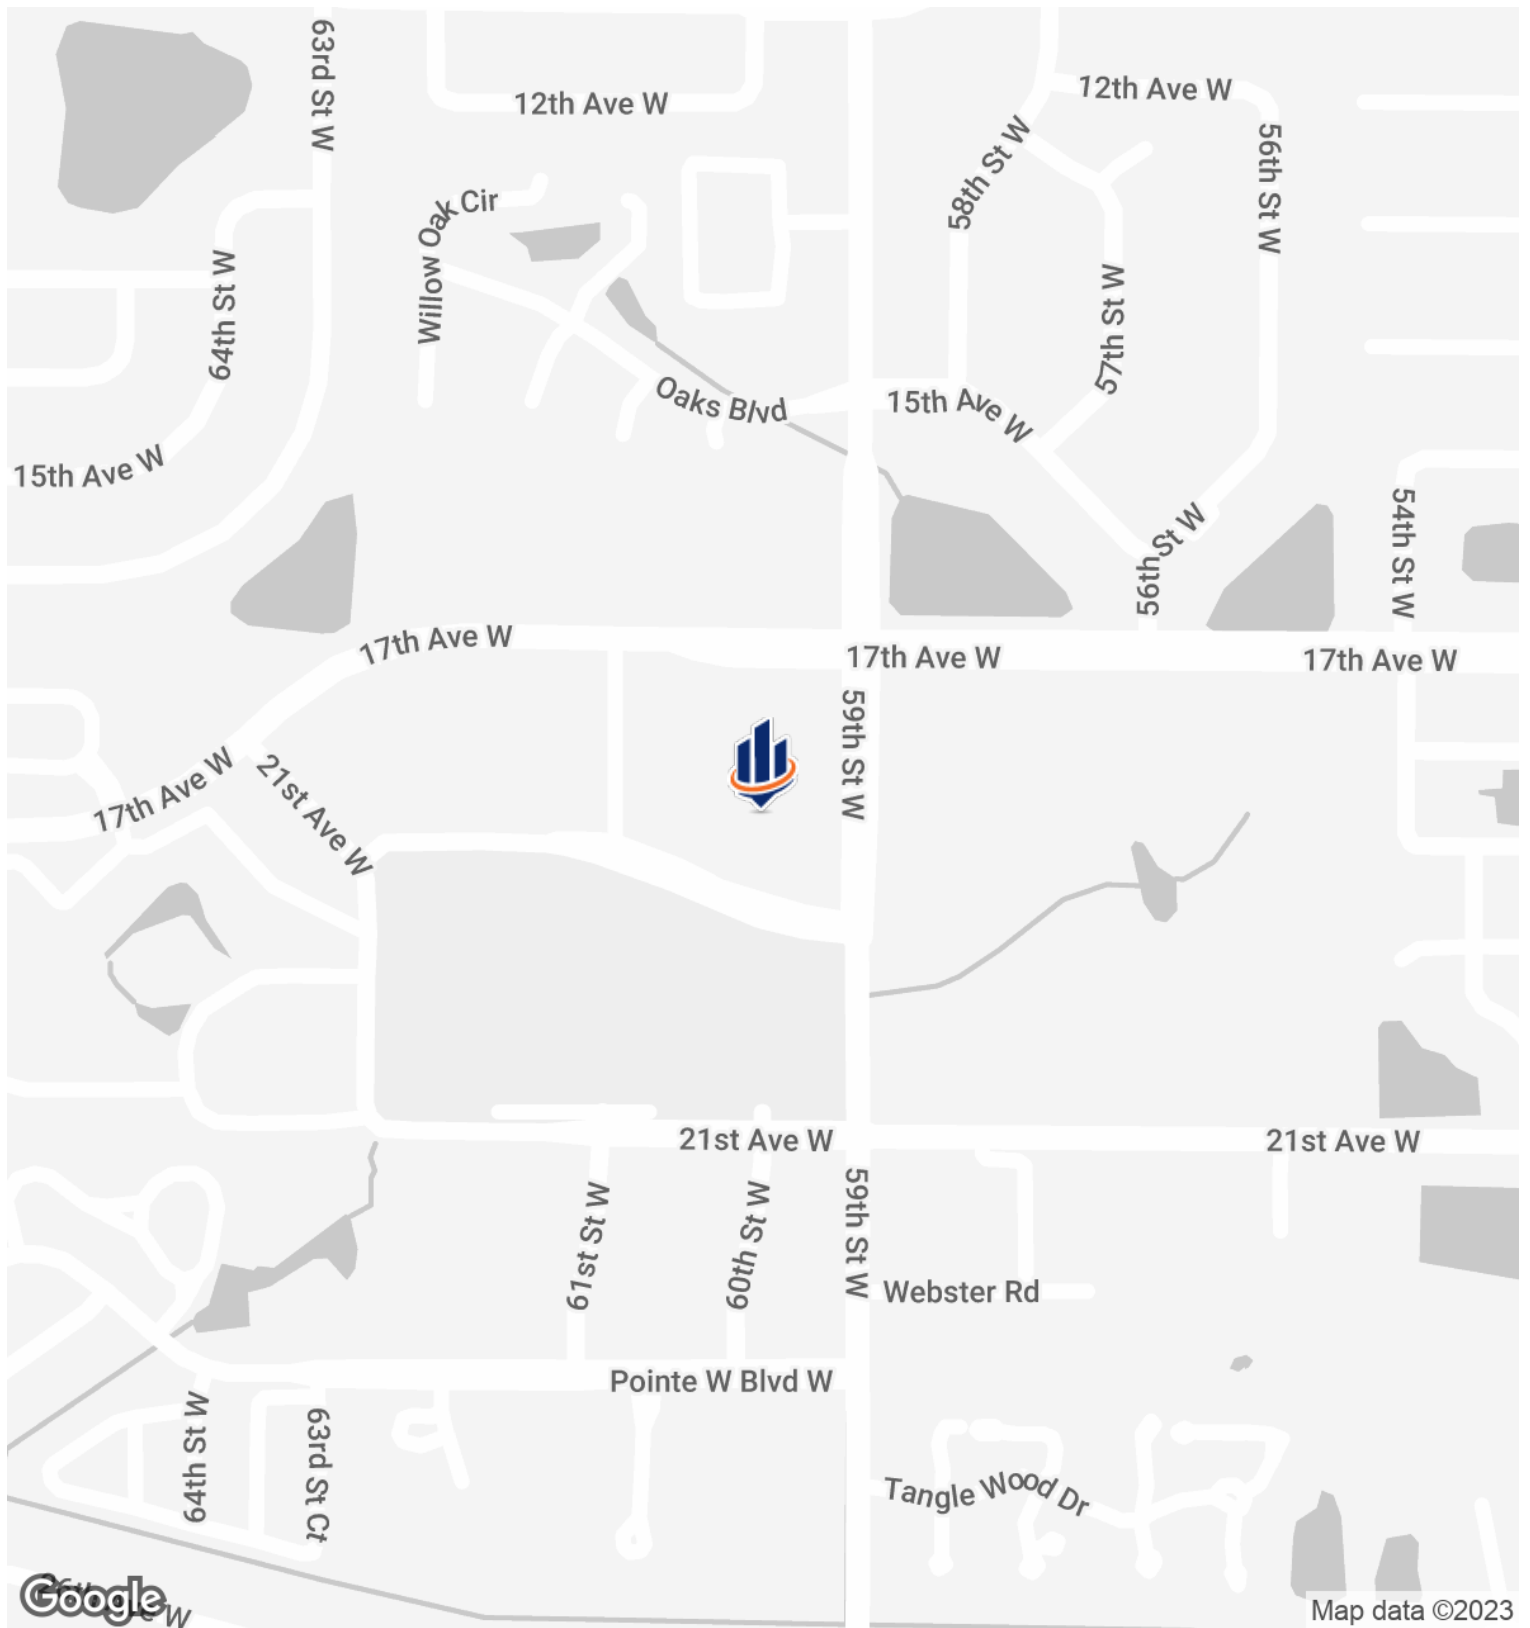 63rd St W
12th Ave W
12th Ave W
56th St W
58th St W
Willow Oak Cir
64th St W
57th St W
Oaks Blvd
15th Ave W
15th Ave W
54th St W
56th St W
17th Ave W
17th Ave W
17th Ave W
59th St W
17th Ave W
21st Ave W
21st Ave W
21st Ave W
59th St W
61st St W
60th St W
Webster Rd
Pointe W Blvd W
64th St W
63rd St Ct
Tangle Wood Dr
26th Ave W
Google
Map data ©2023